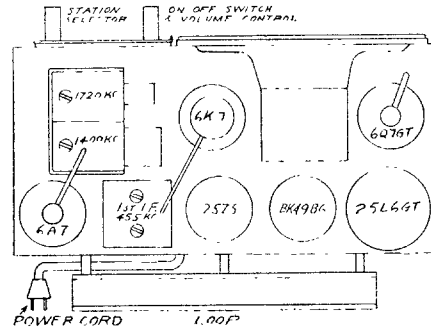 STATION
SELECTOR
ON OFF SWITCH
& VOLUME CONTROL
1720 KC
1400 KC
6K7
6Q7GT
1ST I.F.
455 KC
6A7
25Z5
BK49BG
25L6GT
POWER CORD
LOOP